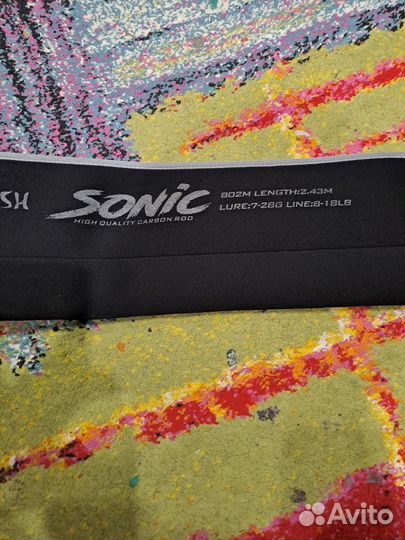 SH SONIC 802M LENGTH:2.43M
HIGH QUALITY CARBON ROD LURE:7-28G LINE:8-18LB
Avito